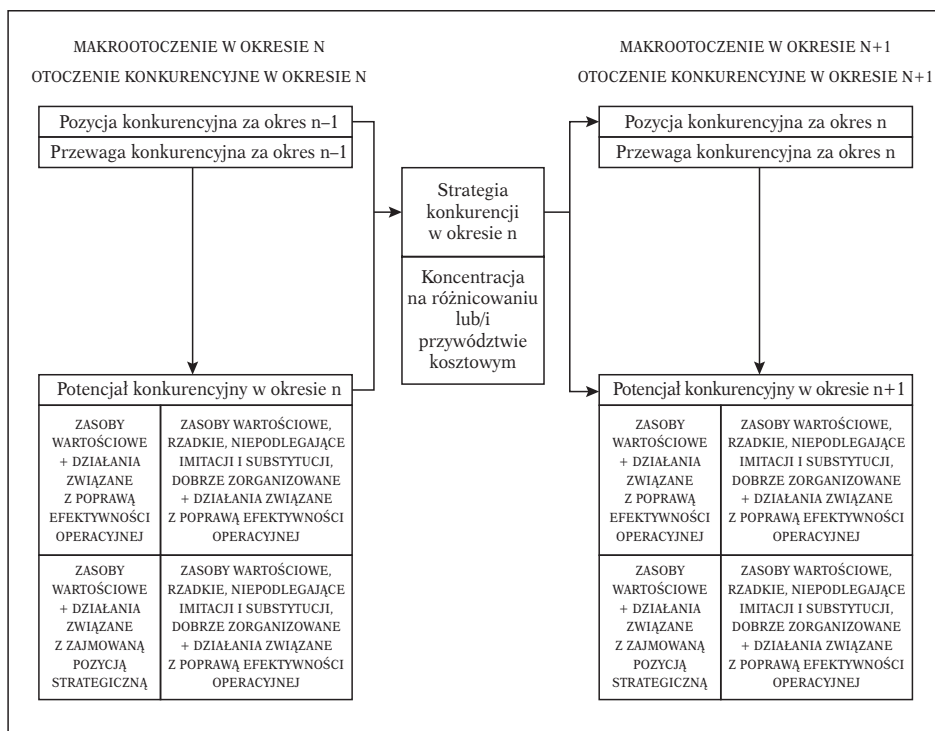 MAKROOTOCZENIE W OKRESIE N
OTOCZENIE KONKURENCYJNE W OKRESIE N
Pozycja konkurencyjna za okres n–1
Przewaga konkurencyjna za okres n–1
Potencjał konkurencyjny w okresie n
ZASOBY
WARTOŚCIOWE
+ DZIAŁANIA
ZWIĄZANE
Z POPRAWĄ
EFEKTYWNOŚCI
OPERACYJNEJ
ZASOBY WARTOŚCIOWE,
RZADKIE, NIEPODLEGAJĄCE
IMITACJI I SUBSTYTUCJI,
DOBRZE ZORGANIZOWANE
+ DZIAŁANIA ZWIĄZANE
Z POPRAWĄ EFEKTYWNOŚCI
OPERACYJNEJ
ZASOBY
WARTOŚCIOWE
+ DZIAŁANIA
ZWIĄZANE
Z ZAJMOWANĄ
POZYCJĄ
STRATEGICZNĄ
ZASOBY WARTOŚCIOWE,
RZADKIE, NIEPODLEGAJĄCE
IMITACJI I SUBSTYTUCJI,
DOBRZE ZORGANIZOWANE
+ DZIAŁANIA ZWIĄZANE
Z POPRAWĄ EFEKTYWNOŚCI
OPERACYJNEJ
Strategia
konkurencji
w okresie n
Koncentracja
na różnicowaniu
lub/i
przywództwie
kosztowym
MAKROOTOCZENIE W OKRESIE N+1
OTOCZENIE KONKURENCYJNE W OKRESIE N+1
Pozycja konkurencyjna za okres n
Przewaga konkurencyjna za okres n
Potencjał konkurencyjny w okresie n+1
ZASOBY
WARTOŚCIOWE
+ DZIAŁANIA
ZWIĄZANE
Z POPRAWĄ
EFEKTYWNOŚCI
OPERACYJNEJ
ZASOBY WARTOŚCIOWE,
RZADKIE, NIEPODLEGAJĄCE
IMITACJI I SUBSTYTUCJI,
DOBRZE ZORGANIZOWANE
+ DZIAŁANIA ZWIĄZANE
Z POPRAWĄ EFEKTYWNOŚCI
OPERACYJNEJ
ZASOBY
WARTOŚCIOWE
+ DZIAŁANIA
ZWIĄZANE
Z ZAJMOWANĄ
POZYCJĄ
STRATEGICZNĄ
ZASOBY WARTOŚCIOWE,
RZADKIE, NIEPODLEGAJĄCE
IMITACJI I SUBSTYTUCJI,
DOBRZE ZORGANIZOWANE
+ DZIAŁANIA ZWIĄZANE
Z POPRAWĄ EFEKTYWNOŚCI
OPERACYJNEJ